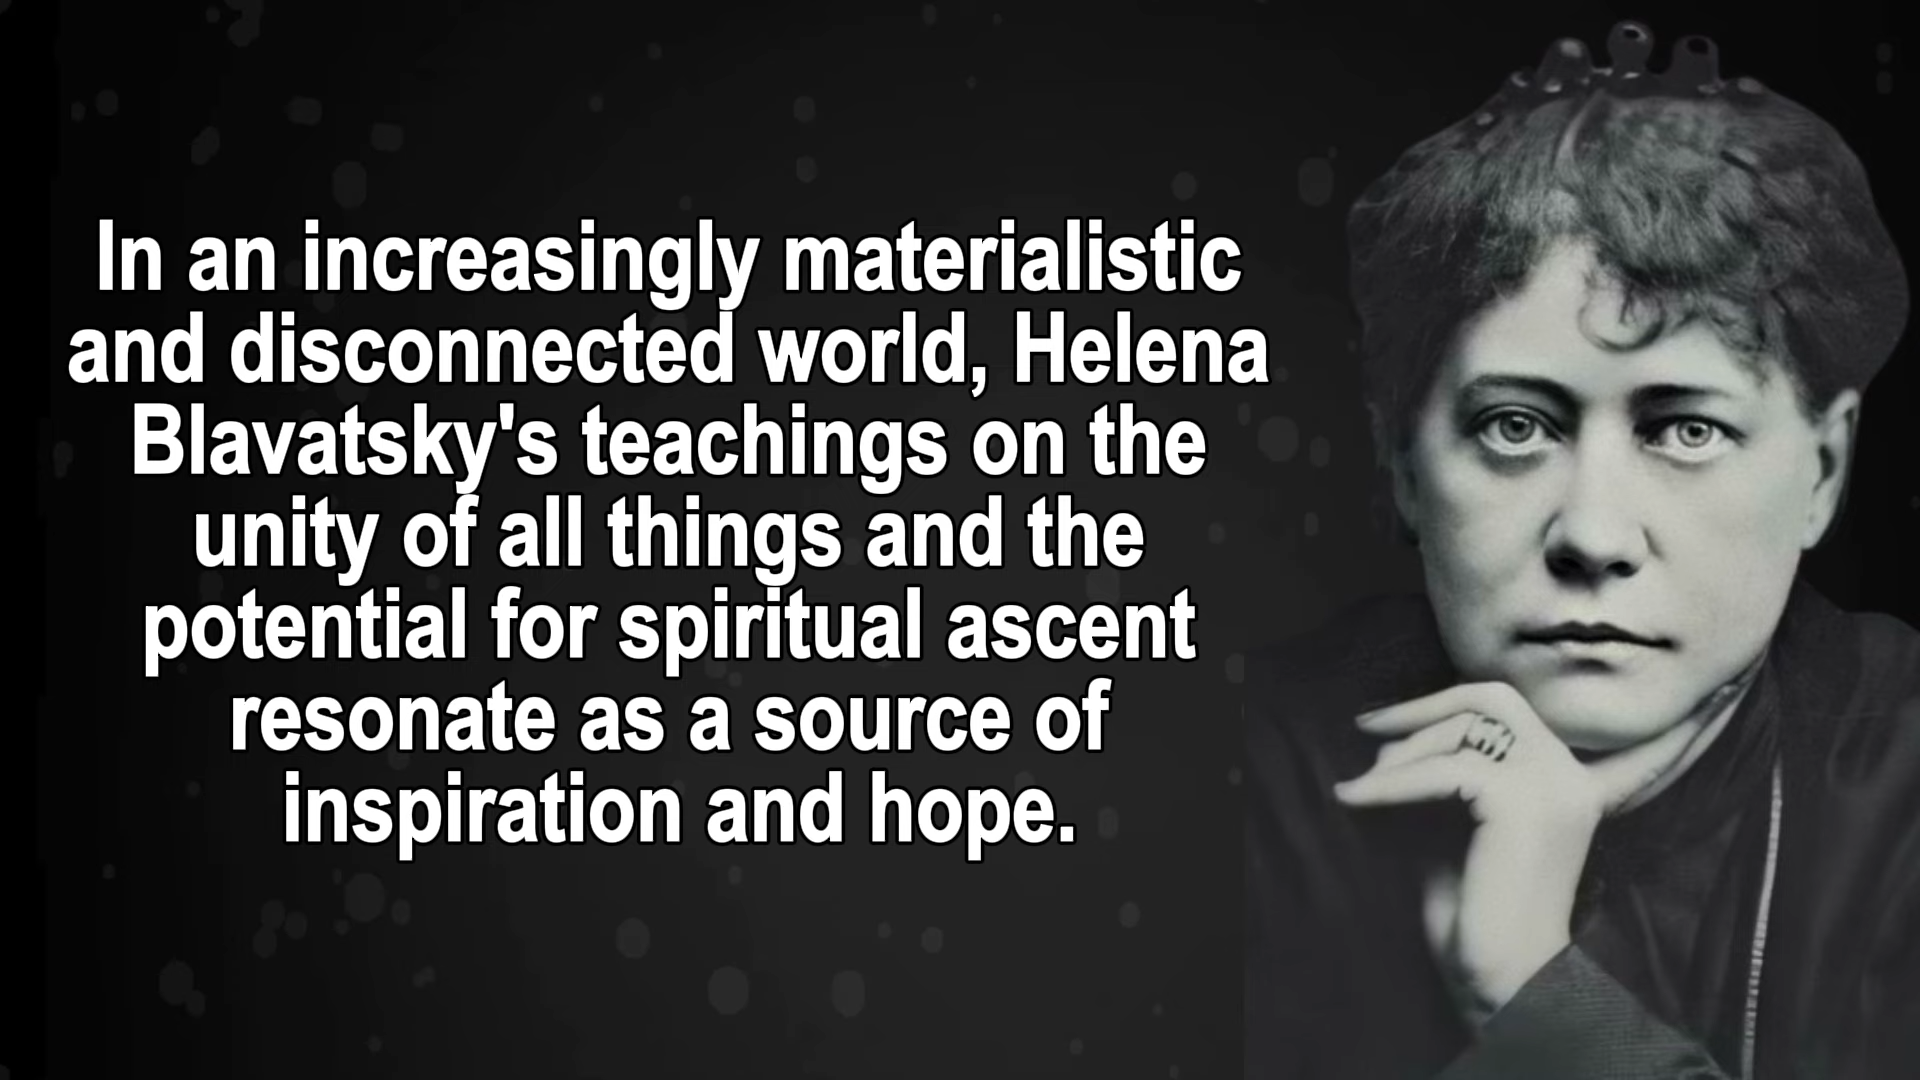 In an increasingly materialistic
and disconnected world, Helena
Blavatsky's teachings on the
unity of all things and the
potential for spiritual ascent
resonate as a source of
inspiration and hope.